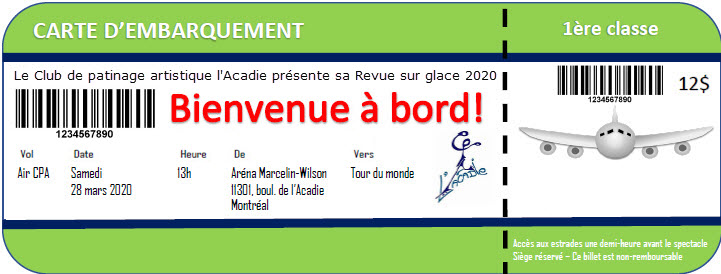 CARTE D'EMBARQUEMENT
1ère classe
Le Club de patinage artistique l'Acadie présente sa Revue sur glace 2020
Bienvenue à bord!
1234567890
1234567890
12$
Vol Date Heure De Vers
Air CPA Samedi 13h Aréna Marcelin-Wilson Tour du monde
28 mars 2020 11301, boul. de l'Acadie
Montréal
CPA
l'Acadie
Accès aux estrades une demi-heure avant le spectacle
Siège réservé – Ce billet est non-remboursable